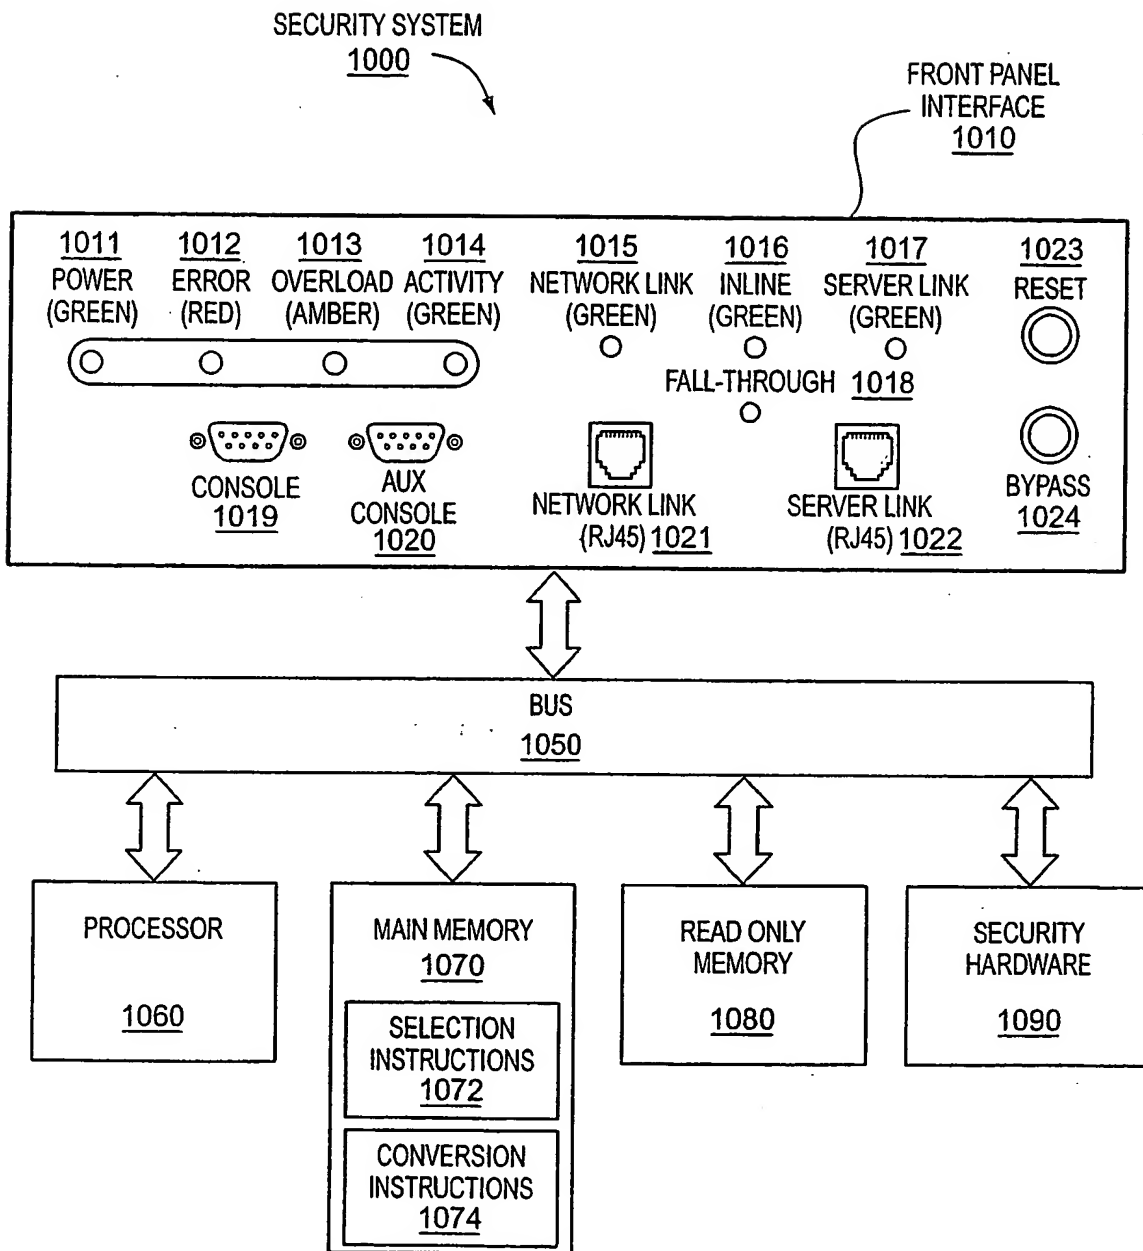 SECURITY SYSTEM
1000
FRONT PANEL
INTERFACE
1010
1011
POWER
(GREEN)
1012
ERROR
(RED)
1013
OVERLOAD
(AMBER)
1014
ACTIVITY
(GREEN)
1015
NETWORK LINK
(GREEN)
1016
INLINE
(GREEN)
1017
SERVER LINK
(GREEN)
1023
RESET
FALL-THROUGH 1018
CONSOLE
1019
AUX
CONSOLE
1020
NETWORK LINK
(RJ45) 1021
SERVER LINK
(RJ45) 1022
BYPASS
1024
BUS
1050
PROCESSOR
1060
MAIN MEMORY
1070
SELECTION
INSTRUCTIONS
1072
CONVERSION
INSTRUCTIONS
1074
READ ONLY
MEMORY
1080
SECURITY
HARDWARE
1090